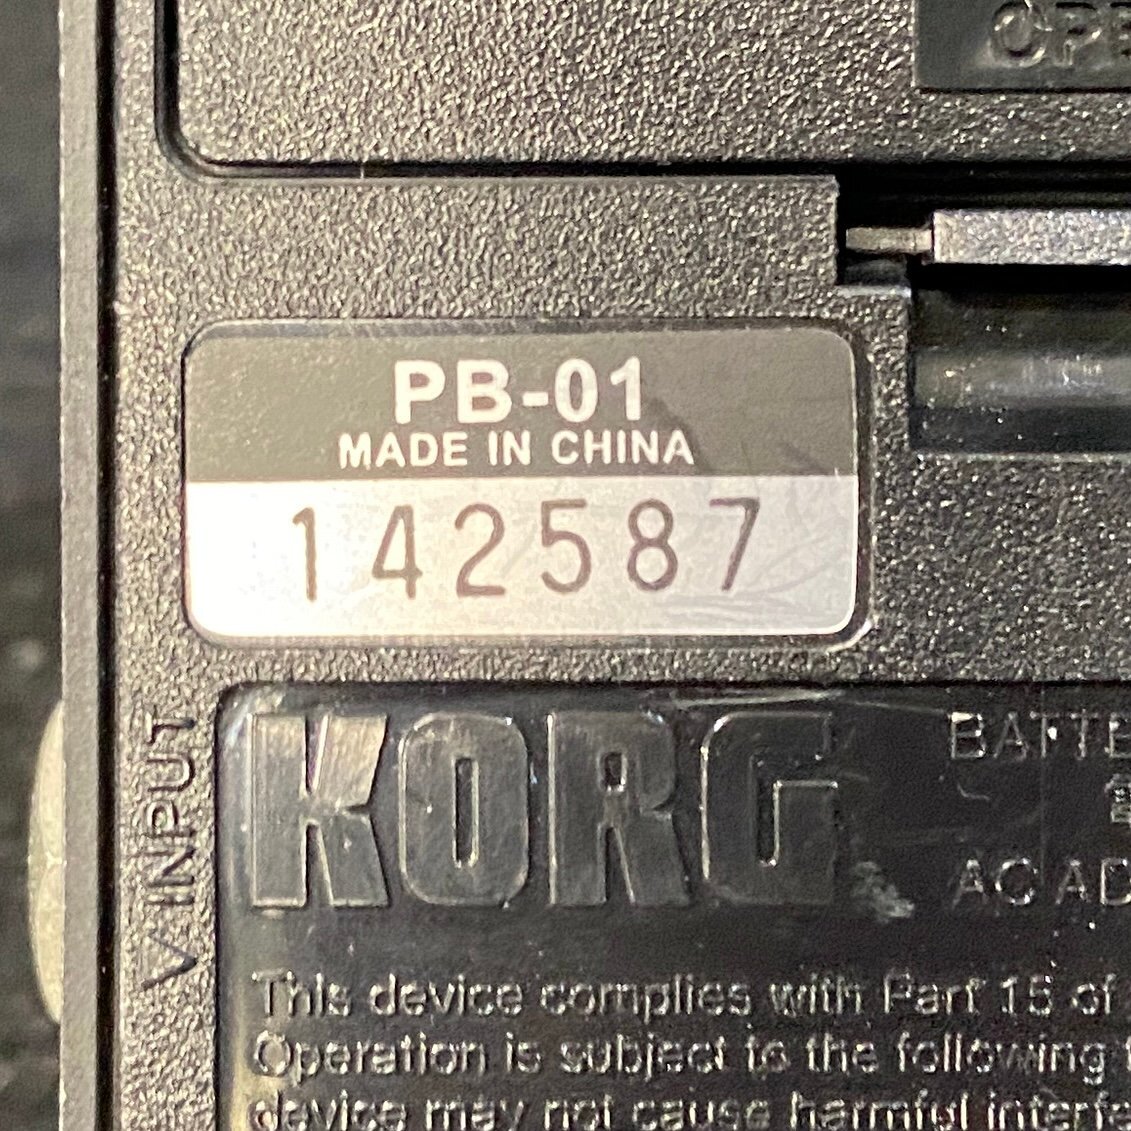 PB-01
MADE IN CHINA
142587
V INPUT
KORG
AC
This device complies with Part 15 of
Operation is subject to the following
device may not cause harmful